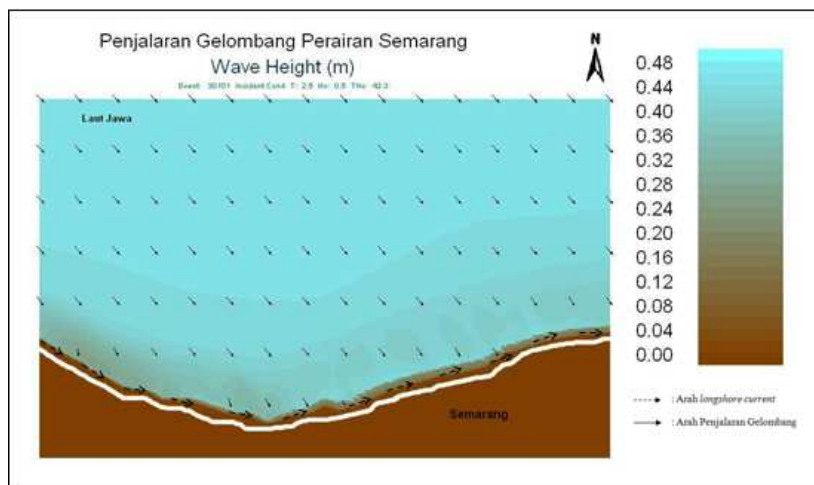 Penjalaran Gelombang Perairan Semarang
Wave Height (m)
N
Laut Jawa
Semarang
0.48
0.44
0.40
0.36
0.32
0.28
0.24
0.20
0.16
0.12
0.08
0.04
0.00
: Arah longshore current
: Arah Penjalaran Gelombang